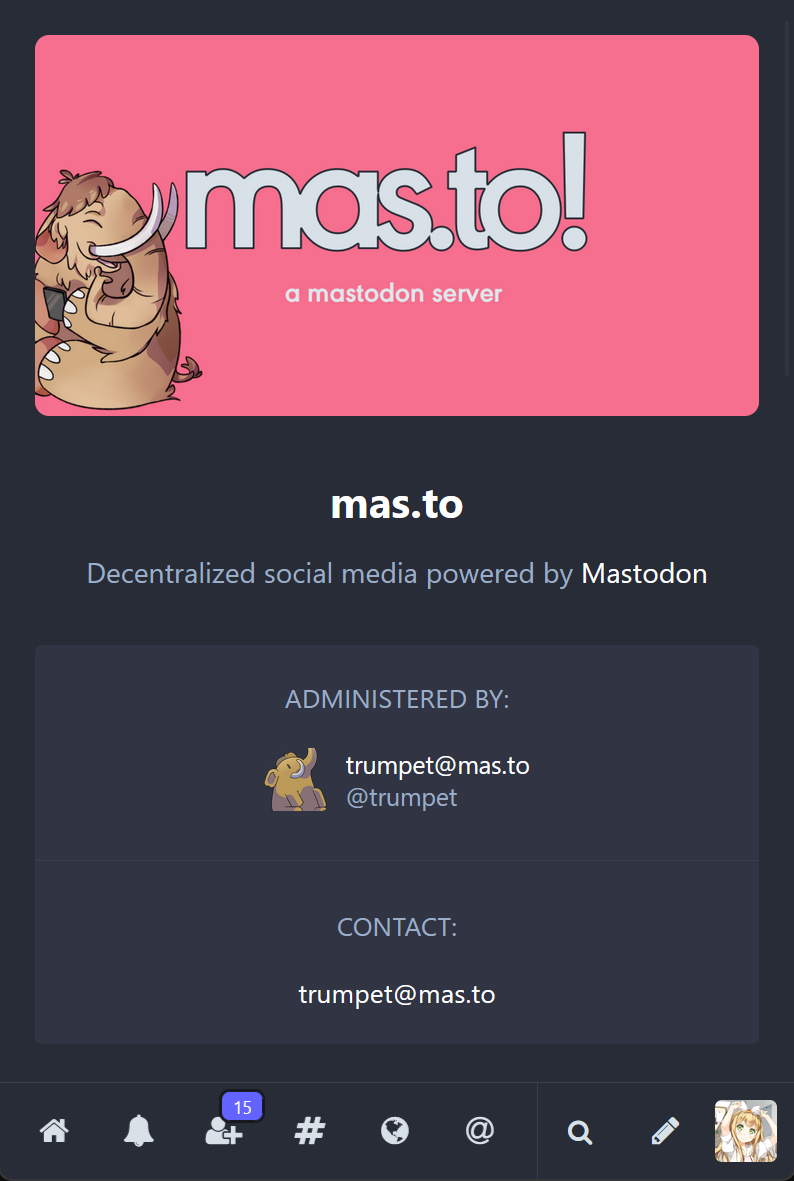 mas.to!
a mastodon server
mas.to
Decentralized social media powered by Mastodon
ADMINISTERED BY:
trumpet@mas.to
@trumpet
CONTACT:
trumpet@mas.to
15